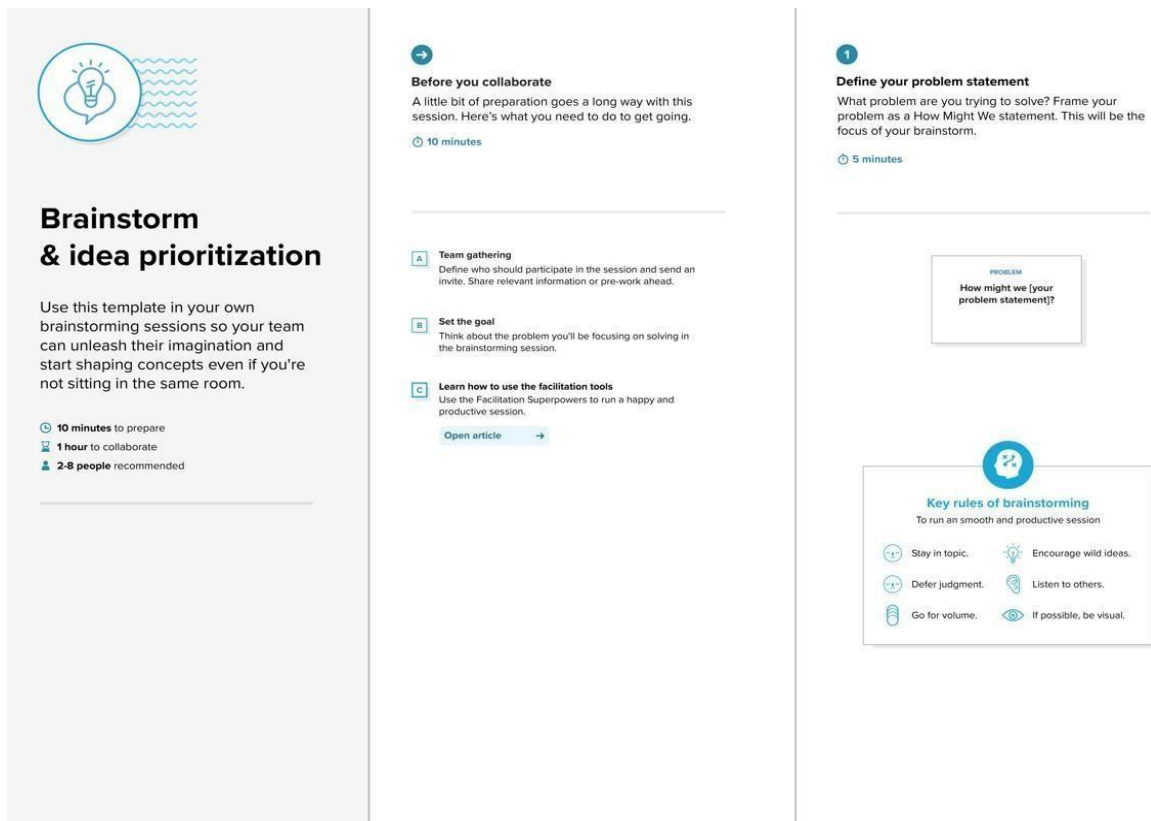 Brainstorm
& idea prioritization
Use this template in your own
brainstorming sessions so your team
can unleash their imagination and
start shaping concepts even if you're
not sitting in the same room.
10 minutes to prepare
1 hour to collaborate
2-8 people recommended
Before you collaborate
A little bit of preparation goes a long way with this
session. Here's what you need to do to get going.
10 minutes
A
Team gathering
Define who should participate in the session and send an
invite. Share relevant information or pre-work ahead.
B
Set the goal
Think about the problem you'll be focusing on solving in
the brainstorming session.
C
Learn how to use the facilitation tools
Use the Facilitation Superpowers to run a happy and
productive session.
Open article
1
Define your problem statement
What problem are you trying to solve? Frame your
problem as a How Might We statement. This will be the
focus of your brainstorm.
5 minutes
PROBLEM
How might we [your
problem statement]?
Key rules of brainstorming
To run an smooth and productive session
Stay in topic. Encourage wild ideas.
Defer judgment. Listen to others.
Go for volume. If possible, be visual.